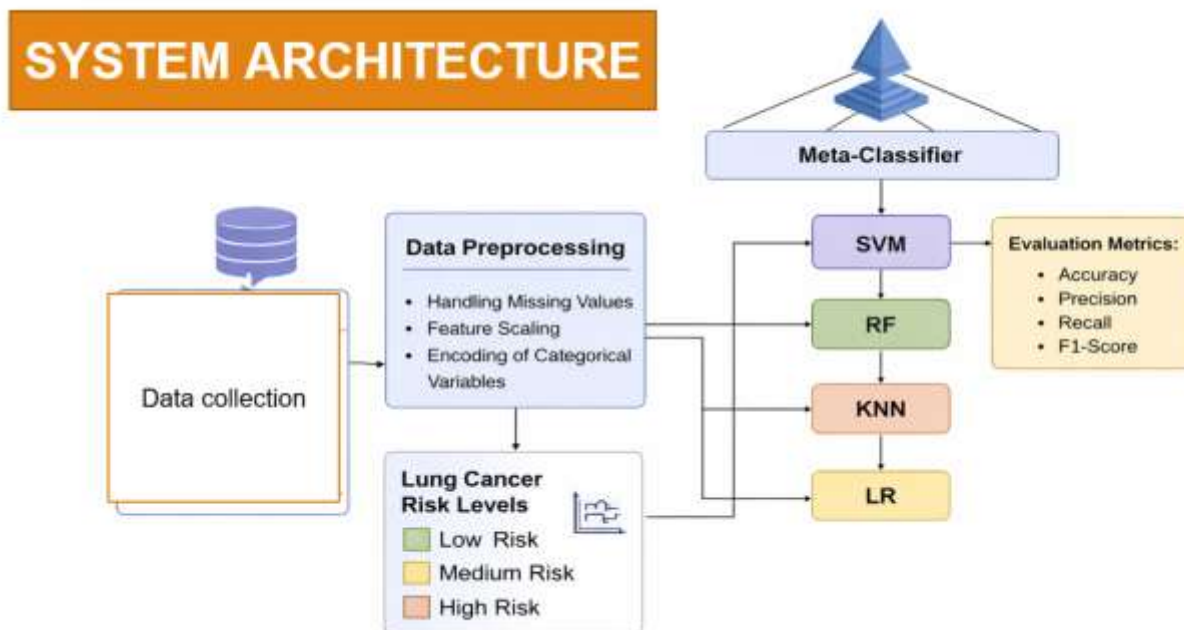 SYSTEM ARCHITECTURE
Meta-Classifier
Data Preprocessing
• Handling Missing Values
• Feature Scaling
• Encoding of Categorical
Variables
Data collection
Lung Cancer
Risk Levels
Low Risk
Medium Risk
High Risk
SVM
RF
KNN
LR
Evaluation Metrics:
• Accuracy
• Precision
• Recall
• F1-Score